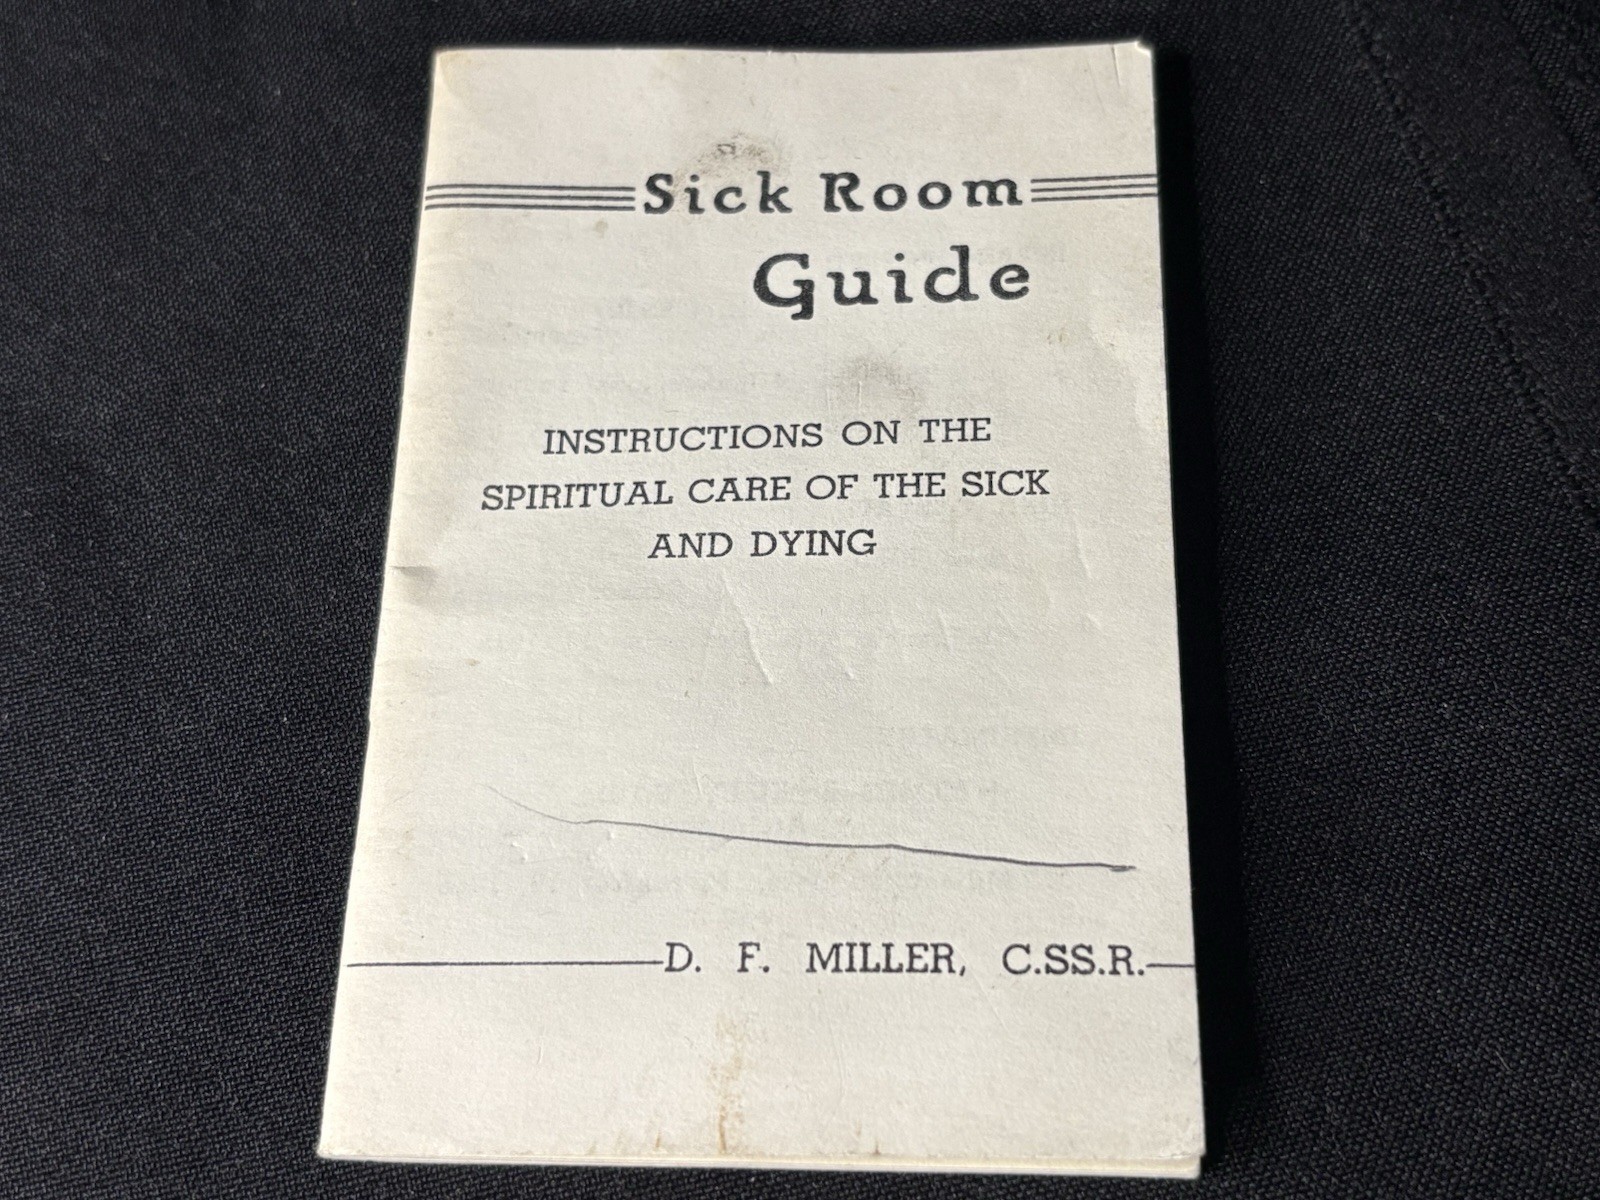 Sick Room
Guide
INSTRUCTIONS ON THE
SPIRITUAL CARE OF THE SICK
AND DYING
D. F. MILLER, C.SS.R.